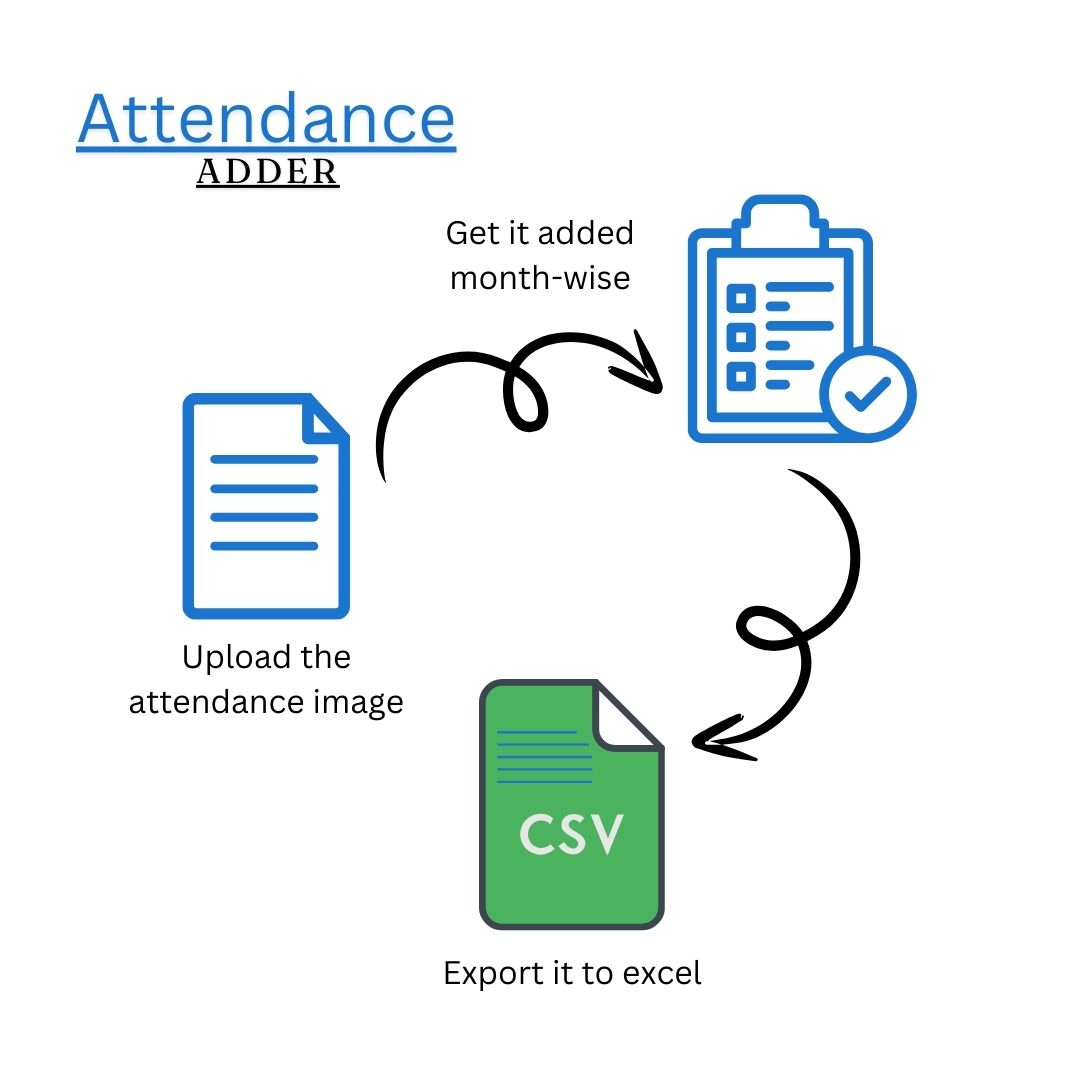 Attendance
ADDER
Get it added
month-wise
Upload the
attendance image
CSV
Export it to excel